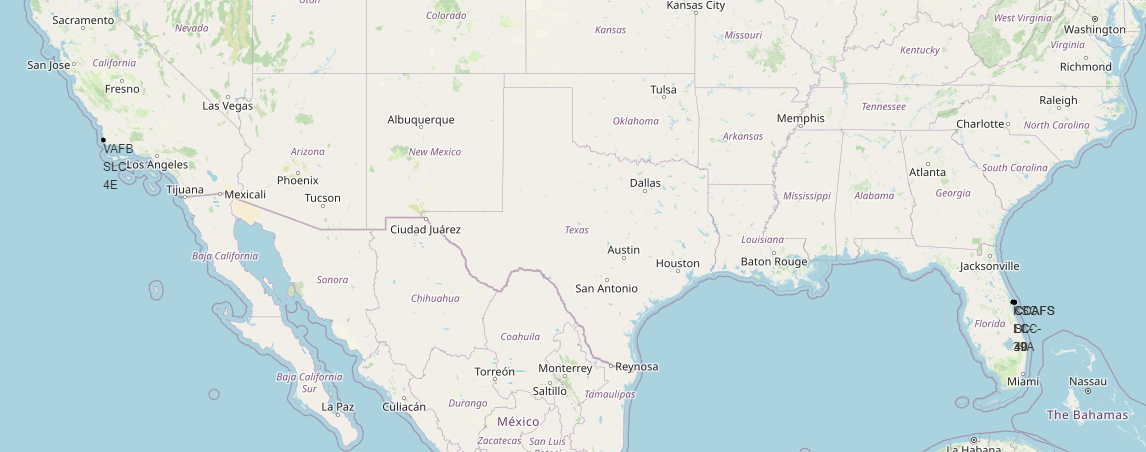 Utah
Colorado
Kansas City
West Virginia
Sacramento
Washington
Nevada
Kansas
Missouri
Kentucky
Virginia
San Jose
California
Richmond
Fresno
Las Vegas
Tulsa
Raleigh
Tennessee
Albuquerque
Oklahoma
Memphis
Charlotte
North Carolina
Arkansas
VAFB
SLC-
4E
Arizona
New Mexico
Los Angeles
South Carolina
Atlanta
Phoenix
Dallas
Tijuana
Mexicali
Tucson
Mississippi
Alabama
Georgia
Ciudad Juárez
Texas
Louisiana
Austin
Baja California
Houston
Baton Rouge
Jacksonville
Sonora
San Antonio
Chihuahua
Florida
Coahuila
Torreón
Monterrey
Reynosa
Baja California
Sur
Saltillo
Miami
Nassau
Tamaulipas
La Paz
Culiacán
Durango
The Bahamas
México
Zacatecas
San Luis
La Habana